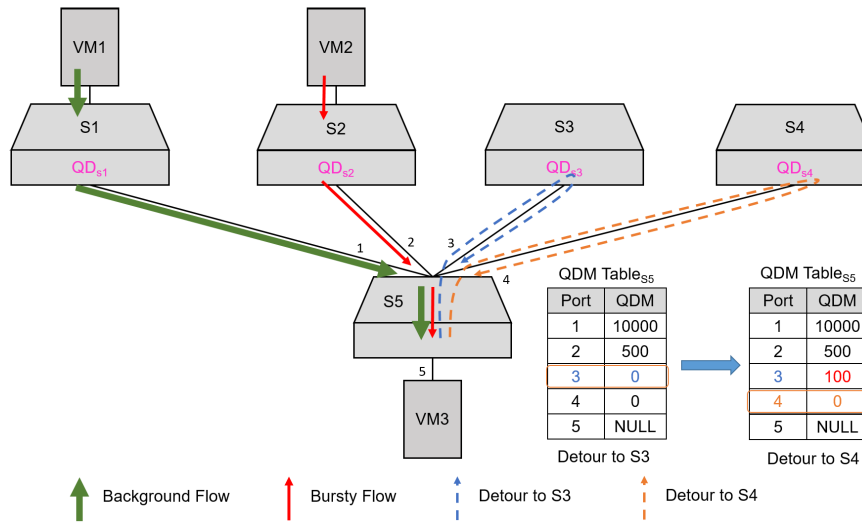 VM1
VM2
S1
S2
S3
S4
QDs1
QDs2
QDs3
QDs4
1
2
3
4
S5
5
VM3
QDM TableS5
Port QDM
1 10000
2 500
3 0
4 0
5 NULL
Detour to S3
QDM TableS5
Port QDM
1 10000
2 500
3 100
4 0
5 NULL
Detour to S4
Background Flow
Bursty Flow
Detour to S3
Detour to S4